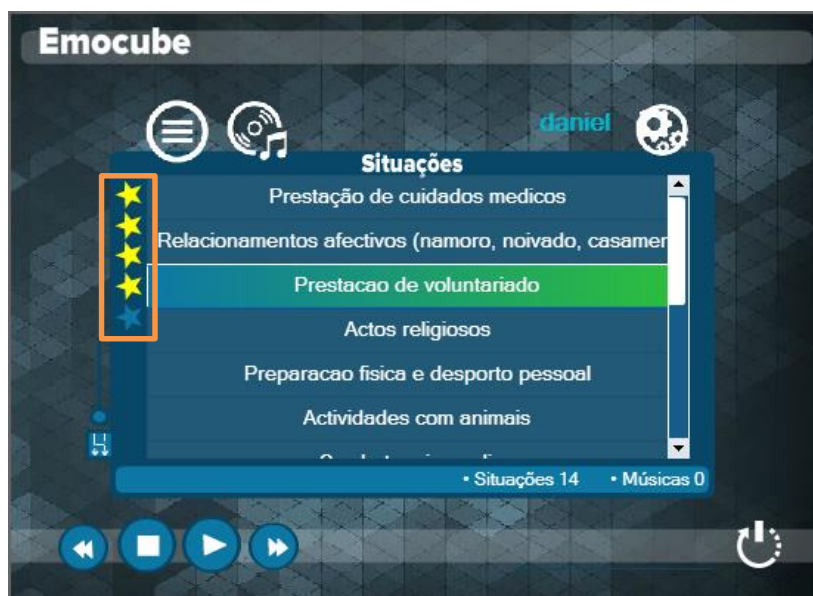 Emocube
daniel
Situações
Prestação de cuidados medicos
Relacionamentos afectivos (namoro, noivado, casamer
Prestacao de voluntariado
Actos religiosos
Preparacao fisica e desporto pessoal
Actividades com animais
• Situações 14 • Músicas 0